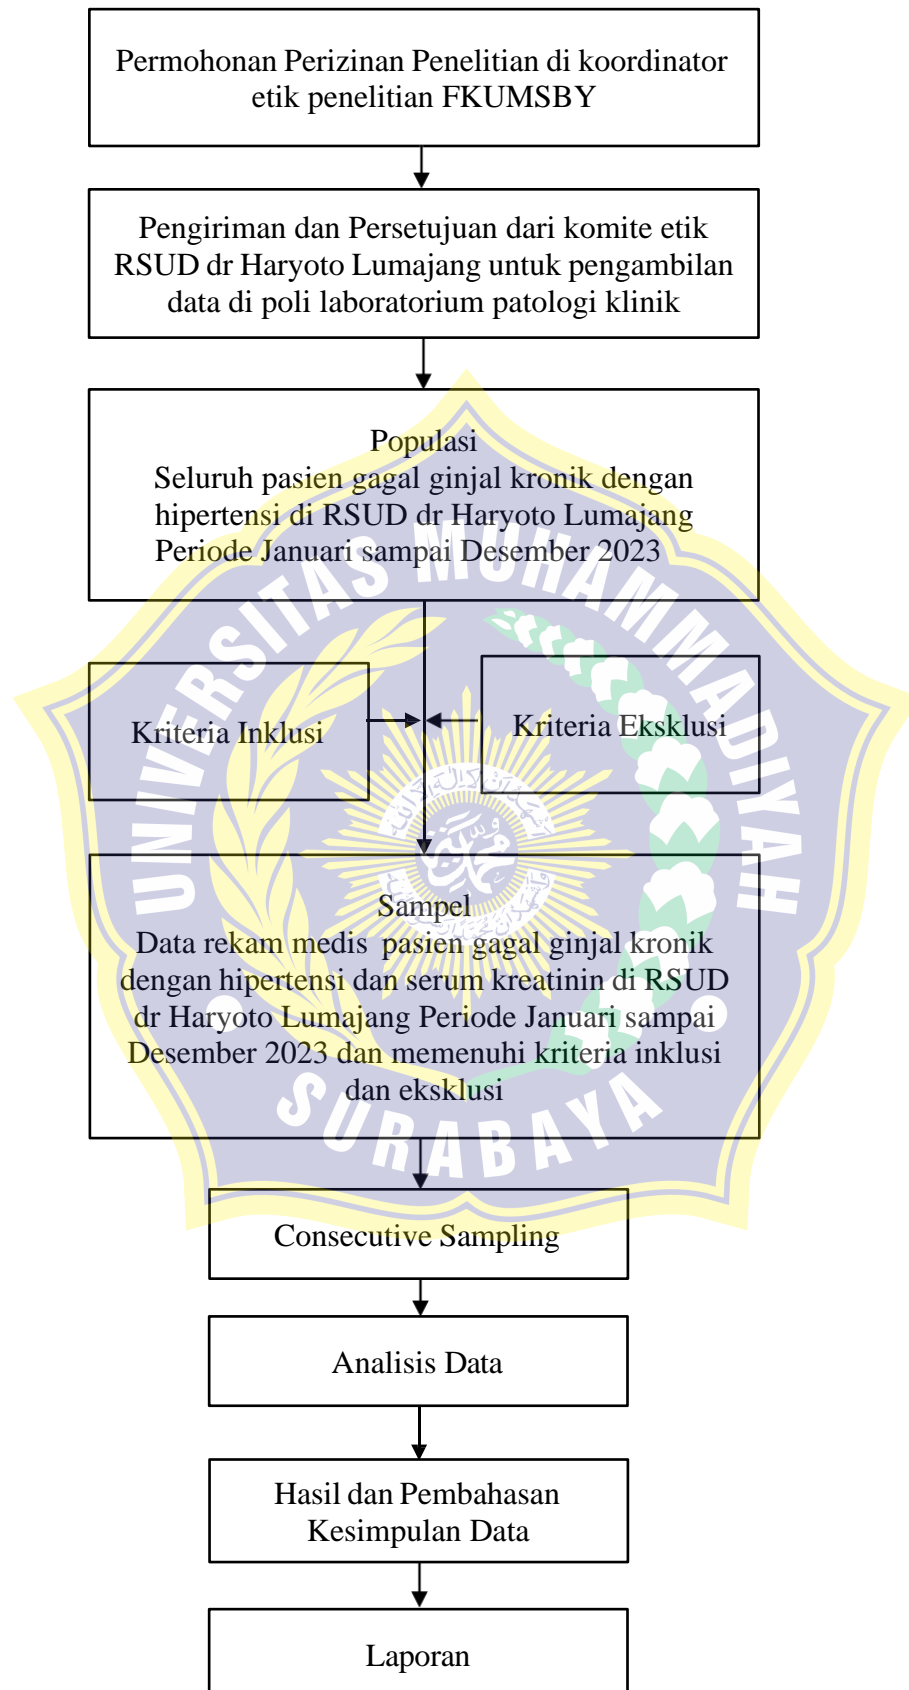 Permohonan Perizinan Penelitian di koordinator
etik penelitian FKUMSBY
Pengiriman dan Persetujuan dari komite etik
RSUD dr Haryoto Lumajang untuk pengambilan
data di poli laboratorium patologi klinik
Populasi
Seluruh pasien gagal ginjal kronik dengan
hipertensi di RSUD dr Haryoto Lumajang
Periode Januari sampai Desember 2023
UNIVERSITAS MUHAMMADIYAH
Kriteria Inklusi
Kriteria Eksklusi
Sampel
Data rekam medis  pasien gagal ginjal kronik
dengan hipertensi dan serum kreatinin di RSUD
dr Haryoto Lumajang Periode Januari sampai
Desember 2023 dan memenuhi kriteria inklusi
dan eksklusi
SURABAYA
Consecutive Sampling
Analisis Data
Hasil dan Pembahasan
Kesimpulan Data
Laporan